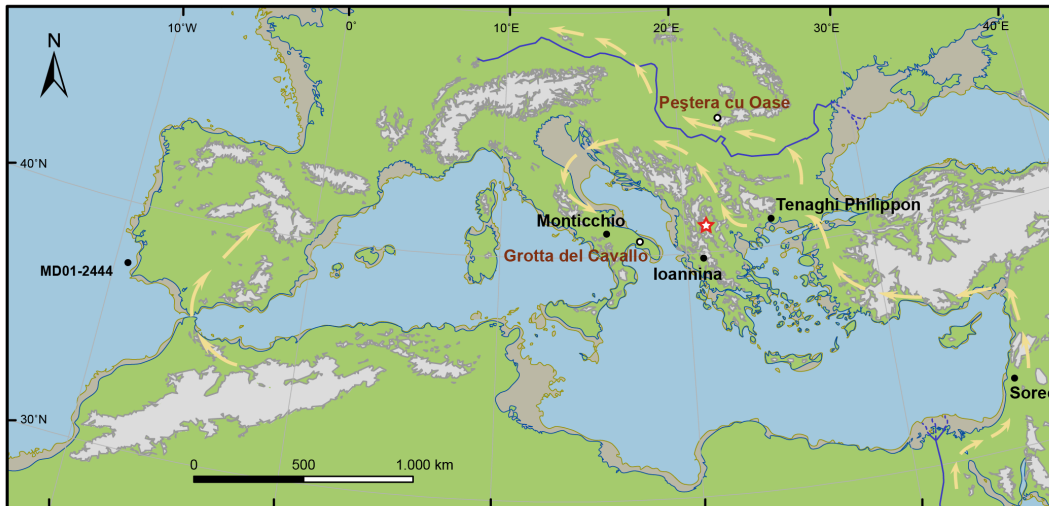 10°W
0°
10°E
20°E
30°E
40°E
N
Peştera cu Oase
40°N
Tenaghi Philippon
Monticchio
Grotta del Cavallo
MD01-2444
Ioannina
Sorec
30°N
0 500 1.000 km